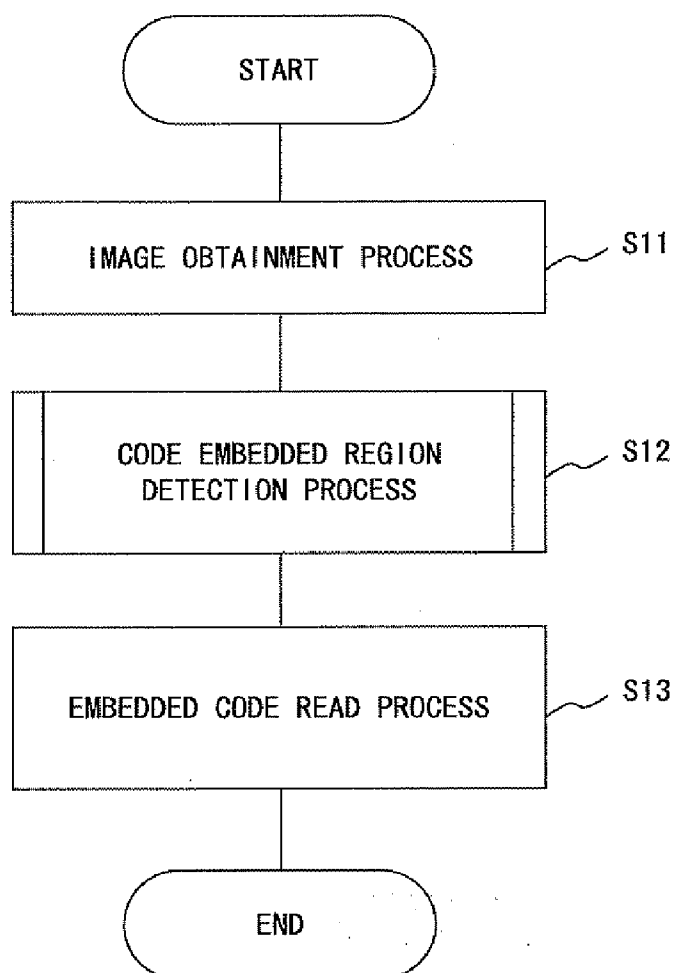 START
IMAGE OBTAINMENT PROCESS
S11
CODE EMBEDDED REGION
DETECTION PROCESS
S12
EMBEDDED CODE READ PROCESS
S13
END